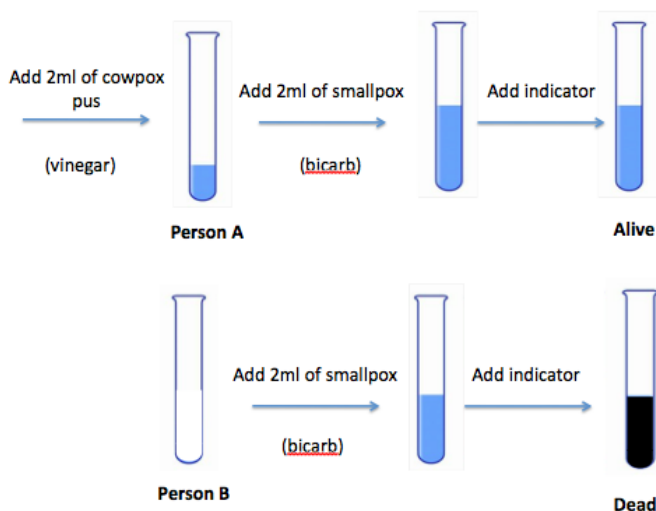 Add 2ml of cowpox
pus
(vinegar)
Add 2ml of smallpox
(bicarb)
Add indicator
Person A
Alive
Add 2ml of smallpox
(bicarb)
Add indicator
Person B
Dead